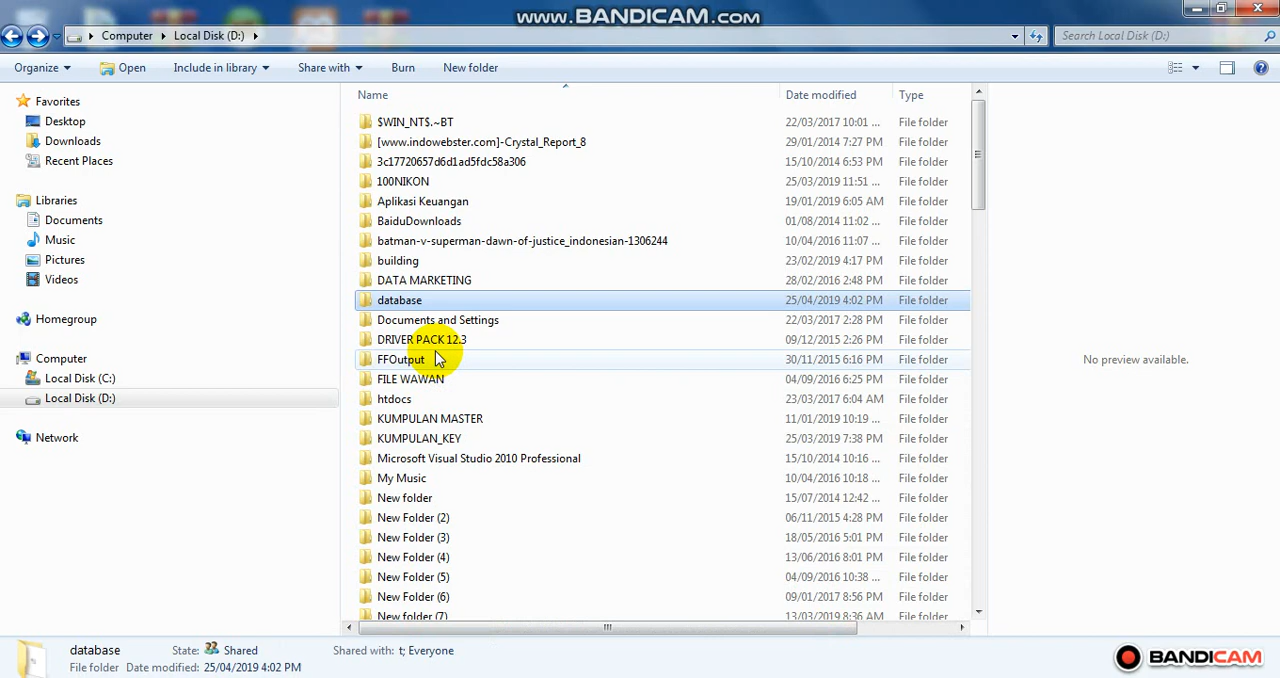 www.BANDICAM.com
Computer Local Disk (D:)
Search Local Disk (D:)
Organize Open Include in library Share with Burn New folder
Favorites
Desktop
Downloads
Recent Places
Libraries
Documents
Music
Pictures
Videos
Homegroup
Computer
Local Disk (C:)
Local Disk (D:)
Network
Name Date modified Type
$WIN_NT$.~BT 22/03/2017 10:01 ... File folder
[www.indowebster.com]-Crystal_Report_8 29/01/2014 7:27 PM File folder
3c17720657d6d1ad5fdc58a306 15/10/2014 6:53 PM File folder
100NIKON 25/03/2019 11:51 ... File folder
Aplikasi Keuangan 19/01/2019 6:05 AM File folder
BaiduDownloads 01/08/2014 11:02 ... File folder
batman-v-superman-dawn-of-justice_indonesian-1306244 10/04/2016 11:07 ... File folder
building 23/02/2019 4:17 PM File folder
DATA MARKETING 28/02/2016 2:48 PM File folder
database 25/04/2019 4:02 PM File folder
Documents and Settings 22/03/2017 2:28 PM File folder
DRIVER PACK 12.3 09/12/2015 2:26 PM File folder
FFOutput 30/11/2015 6:16 PM File folder
FILE WAWAN 04/09/2016 6:25 PM File folder
htdocs 23/03/2017 6:04 AM File folder
KUMPULAN MASTER 11/01/2019 10:19 ... File folder
KUMPULAN_KEY 25/03/2019 7:38 PM File folder
Microsoft Visual Studio 2010 Professional 15/10/2014 10:16 ... File folder
My Music 10/04/2016 10:18 ... File folder
New folder 15/07/2014 12:42 ... File folder
New Folder (2) 06/11/2015 4:28 PM File folder
New Folder (3) 18/05/2016 5:01 PM File folder
New Folder (4) 13/06/2016 8:01 PM File folder
New Folder (5) 04/09/2016 10:38 ... File folder
New Folder (6) 09/01/2017 8:56 PM File folder
New folder (7) 13/03/2019 8:36 AM File folder
No preview available.
database State: Shared Shared with: t; Everyone
File folder Date modified: 25/04/2019 4:02 PM
BANDICAM